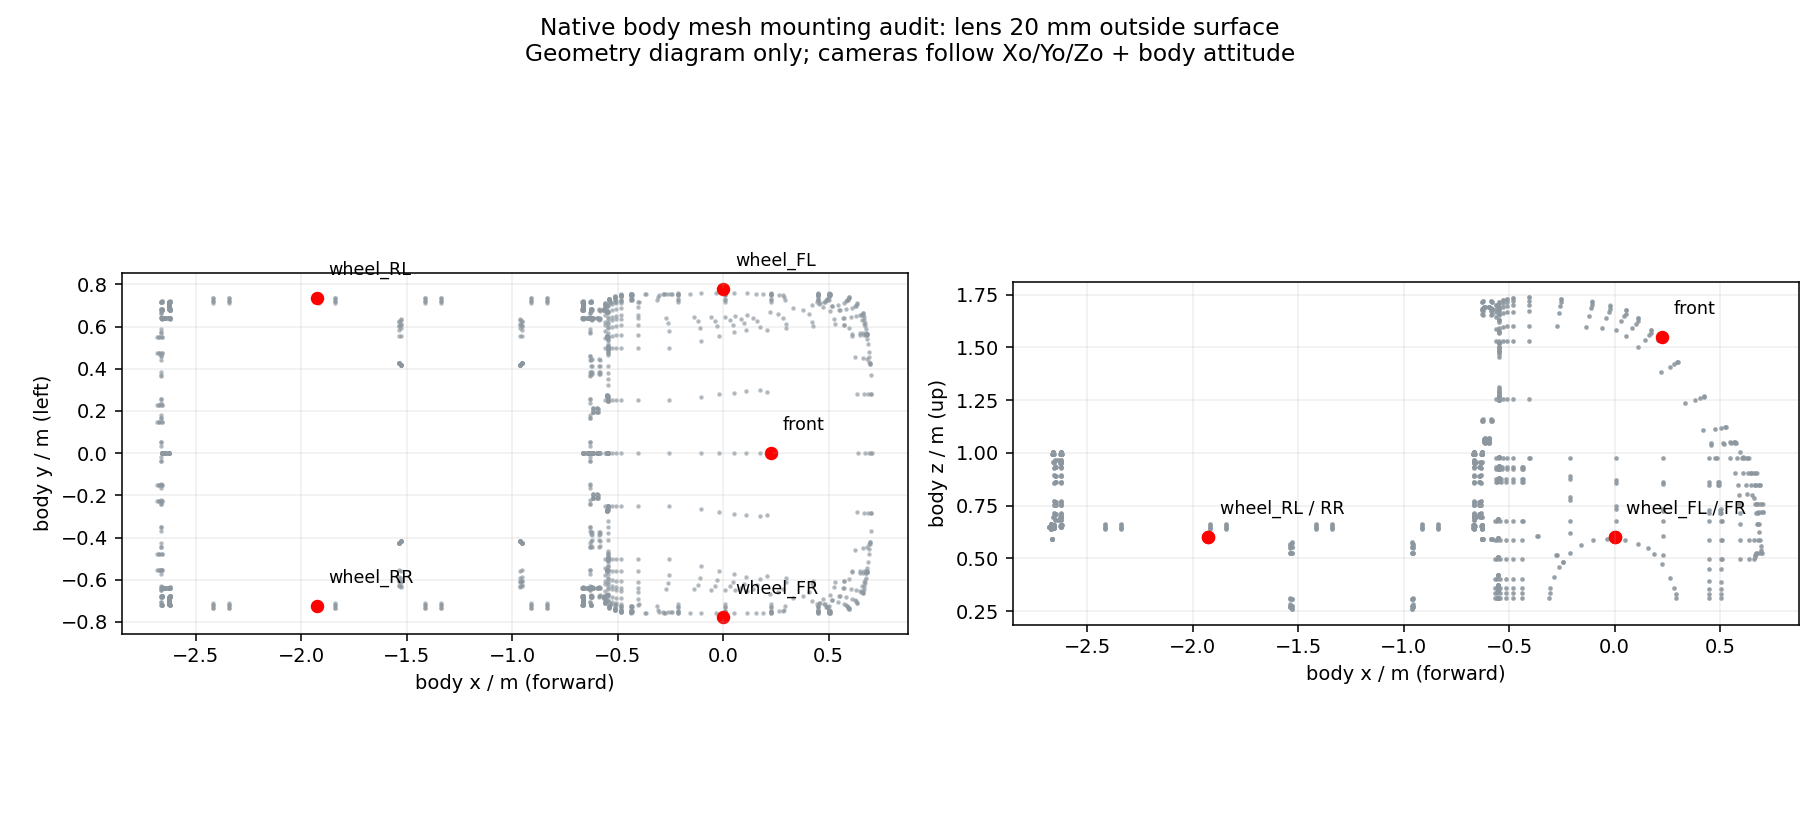 Native body mesh mounting audit: lens 20 mm outside surface
Geometry diagram only; cameras follow Xo/Yo/Zo + body attitude
wheel_RL
wheel_FL
front
wheel_RR
wheel_FR
0.8
0.6
0.4
0.2
0.0
−0.2
−0.4
−0.6
−0.8
−2.5
−2.0
−1.5
−1.0
−0.5
0.0
0.5
body x / m (forward)
body y / m (left)
front
wheel_RL / RR
wheel_FL / FR
1.75
1.50
1.25
1.00
0.75
0.50
0.25
−2.5
−2.0
−1.5
−1.0
−0.5
0.0
0.5
body x / m (forward)
body z / m (up)